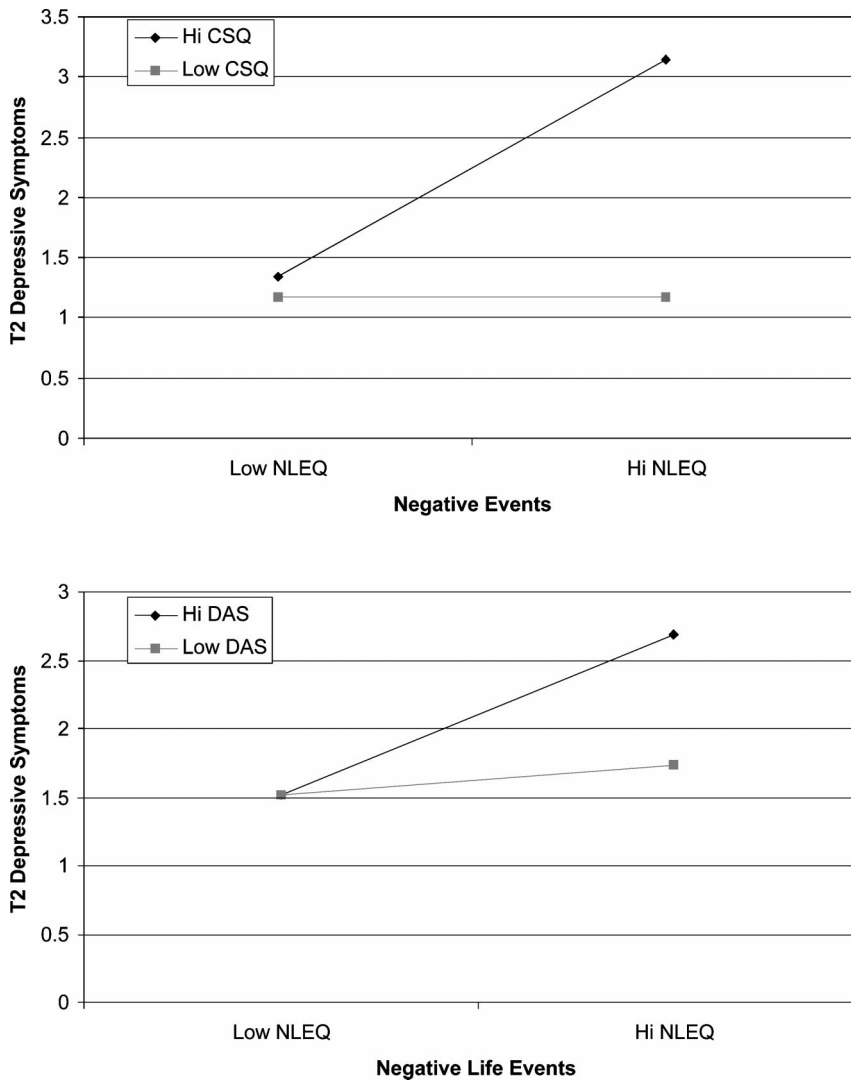 3.5
Hi CSQ
Low CSQ
3
2.5
2
1.5
1
0.5
0
T2 Depressive Symptoms
Low NLEQ
Hi NLEQ
Negative Events
3
Hi DAS
Low DAS
2.5
2
1.5
1
0.5
0
T2 Depressive Symptoms
Low NLEQ
Hi NLEQ
Negative Life Events